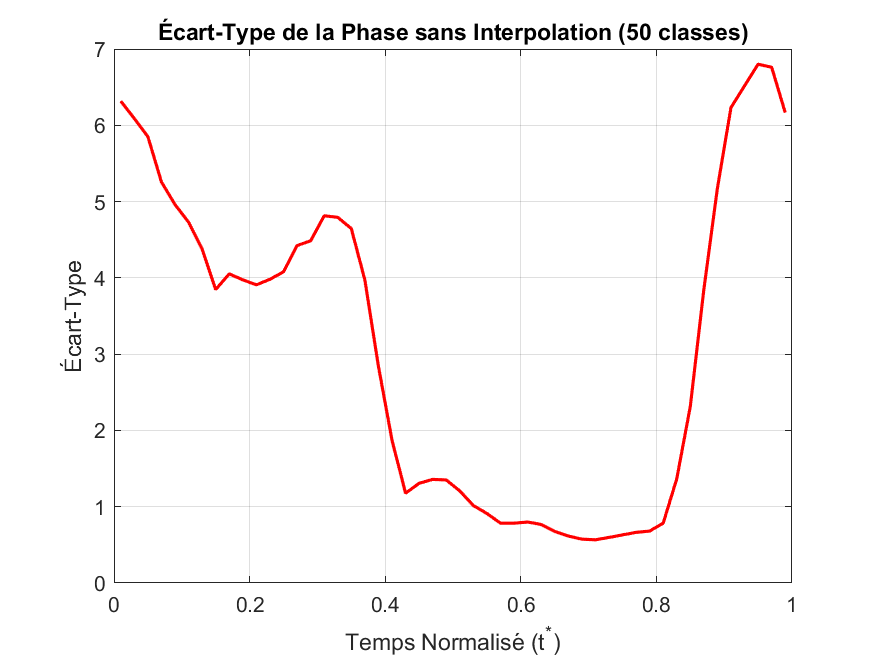 Écart-Type de la Phase sans Interpolation (50 classes)
7
6
5
4
3
2
1
0
Écart-Type
0 0.2 0.4 0.6 0.8 1
Temps Normalisé (t*)